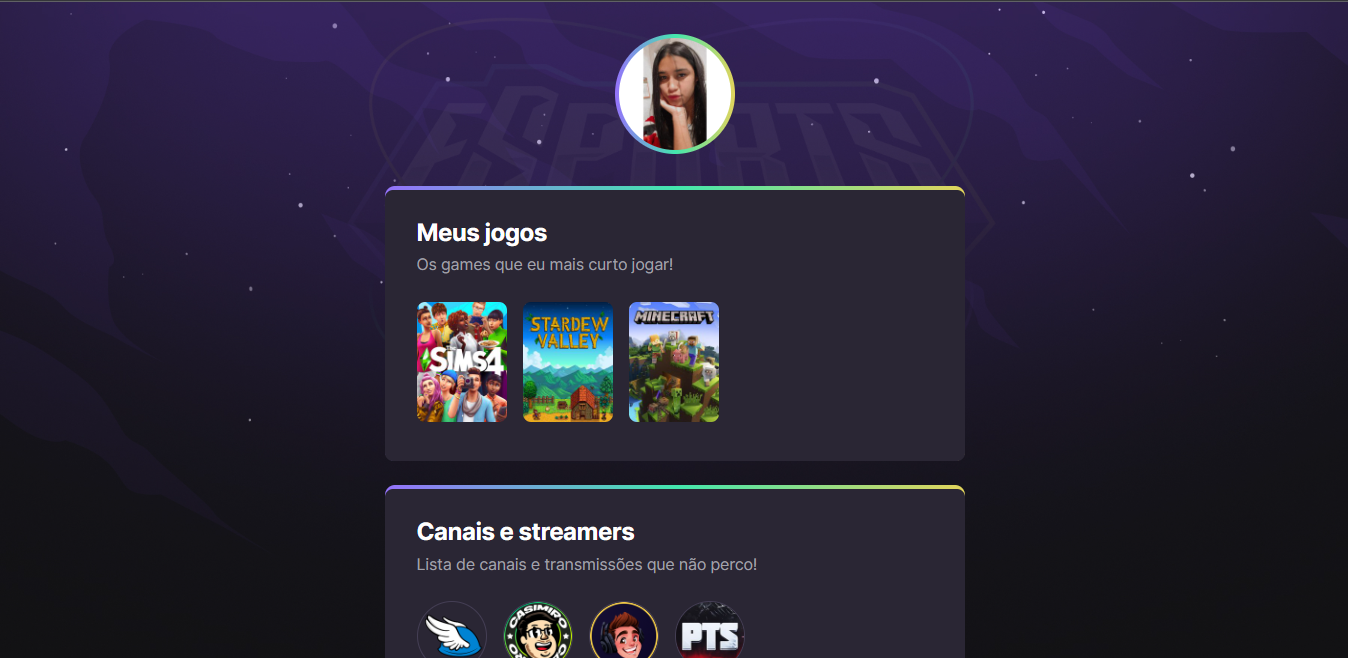 ESPORTS
Meus jogos
Os games que eu mais curto jogar!
SIMS4
STARDEW
VALLEY
MINECRAFT
Canais e streamers
Lista de canais e transmissões que não perco!
CASIMIRO
PTS